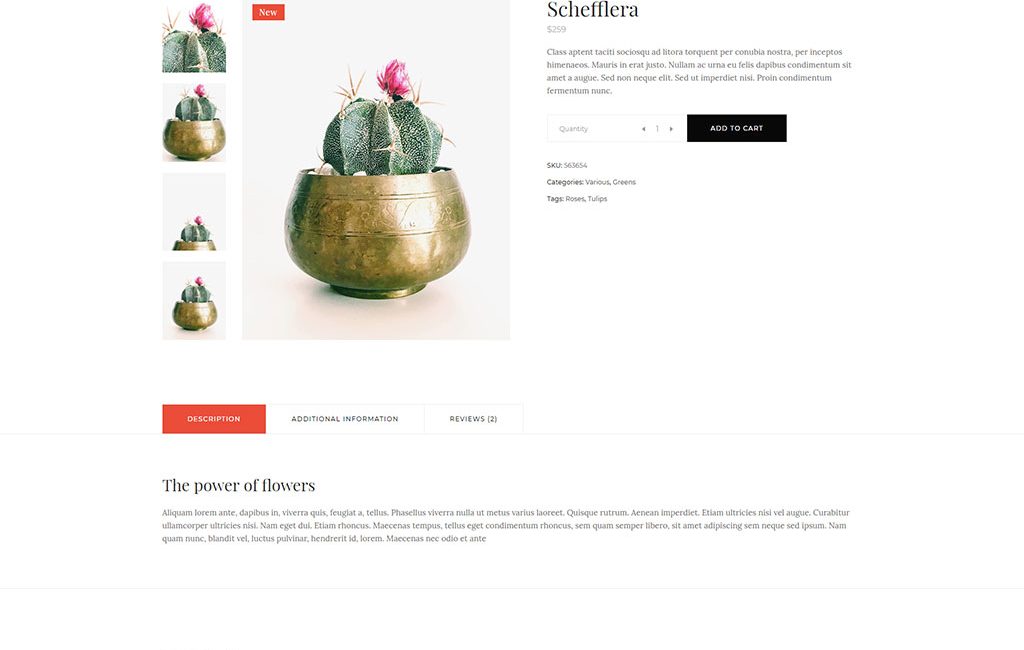 New
Schefflera
$259
Class aptent taciti sociosqu ad litora torquent per conubia nostra, per inceptos
himenaeos. Mauris in erat justo. Nullam ac urna eu felis dapibus condimentum sit
amet a augue. Sed non neque elit. Sed ut imperdiet nisi. Proin condimentum
fermentum nunc.
Quantity 1 ADD TO CART
SKU: 563654
Categories: Various, Greens
Tags: Roses, Tulips
DESCRIPTION ADDITIONAL INFORMATION REVIEWS (2)
The power of flowers
Aliquam lorem ante, dapibus in, viverra quis, feugiat a, tellus. Phasellus viverra nulla ut metus varius laoreet. Quisque rutrum. Aenean imperdiet. Etiam ultricies nisi vel augue. Curabitur
ullamcorper ultricies nisi. Nam eget dui. Etiam rhoncus. Maecenas tempus, tellus eget condimentum rhoncus, sem quam semper libero, sit amet adipiscing sem neque sed ipsum. Nam
quam nunc, blandit vel, luctus pulvinar, hendrerit id, lorem. Maecenas nec odio et ante